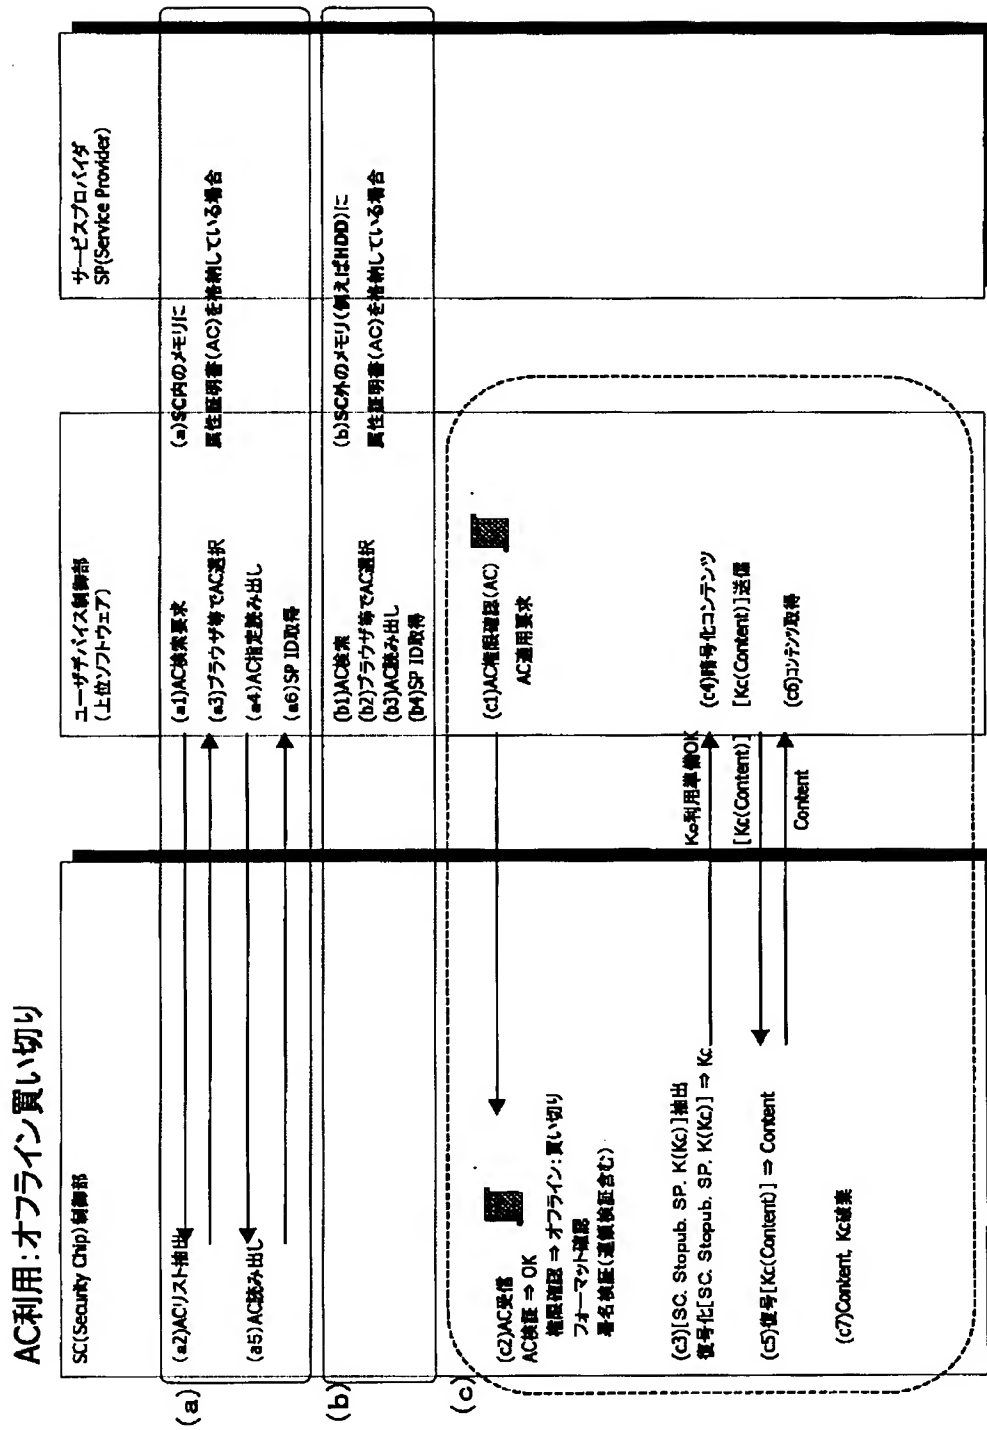 AC利用:オフライン買い切り
SC(Security Chip)制御部
ユーザデバイス制御部
(上位ソフトウェア)
サービスプロバイダ
SP(Service Provider)
(a)
(a1)AC検索要求
(a2)ACリスト抽出
(a3)ブラウザ等でAC選択
(a4)AC指定読み出し
(a5)AC読み出し
(a6)SP ID取得
(a)SC内のメモリに
属性証明書(AC)を格納している場合
(b)
(b1)AC検索
(b2)ブラウザ等でAC選択
(b3)AC読み出し
(b4)SP ID取得
(b)SC外のメモリ(例えばHDD)に
属性証明書(AC)を格納している場合
(c)
(c1)AC権限確認(AC)
AC適用要求
(c2)AC受信
AC検証 ⇒ OK
権限確認 ⇒ オフライン:買い切り
フォーマット確認
署名検証(連鎖検証含む)
(c3)[SC. Stopub. SP. K(Kc)]抽出
復号化[SC. Stopub. SP. K(Kc)] ⇒ Kc
Kc利用準備OK
(c4)暗号化コンテンツ
[Kc(Content)]送信
[Kc(Content)]
(c5)復号[Kc(Content)] ⇒ Content
Content
(c6)コンテンツ取得
(c7)Content, Kc破棄